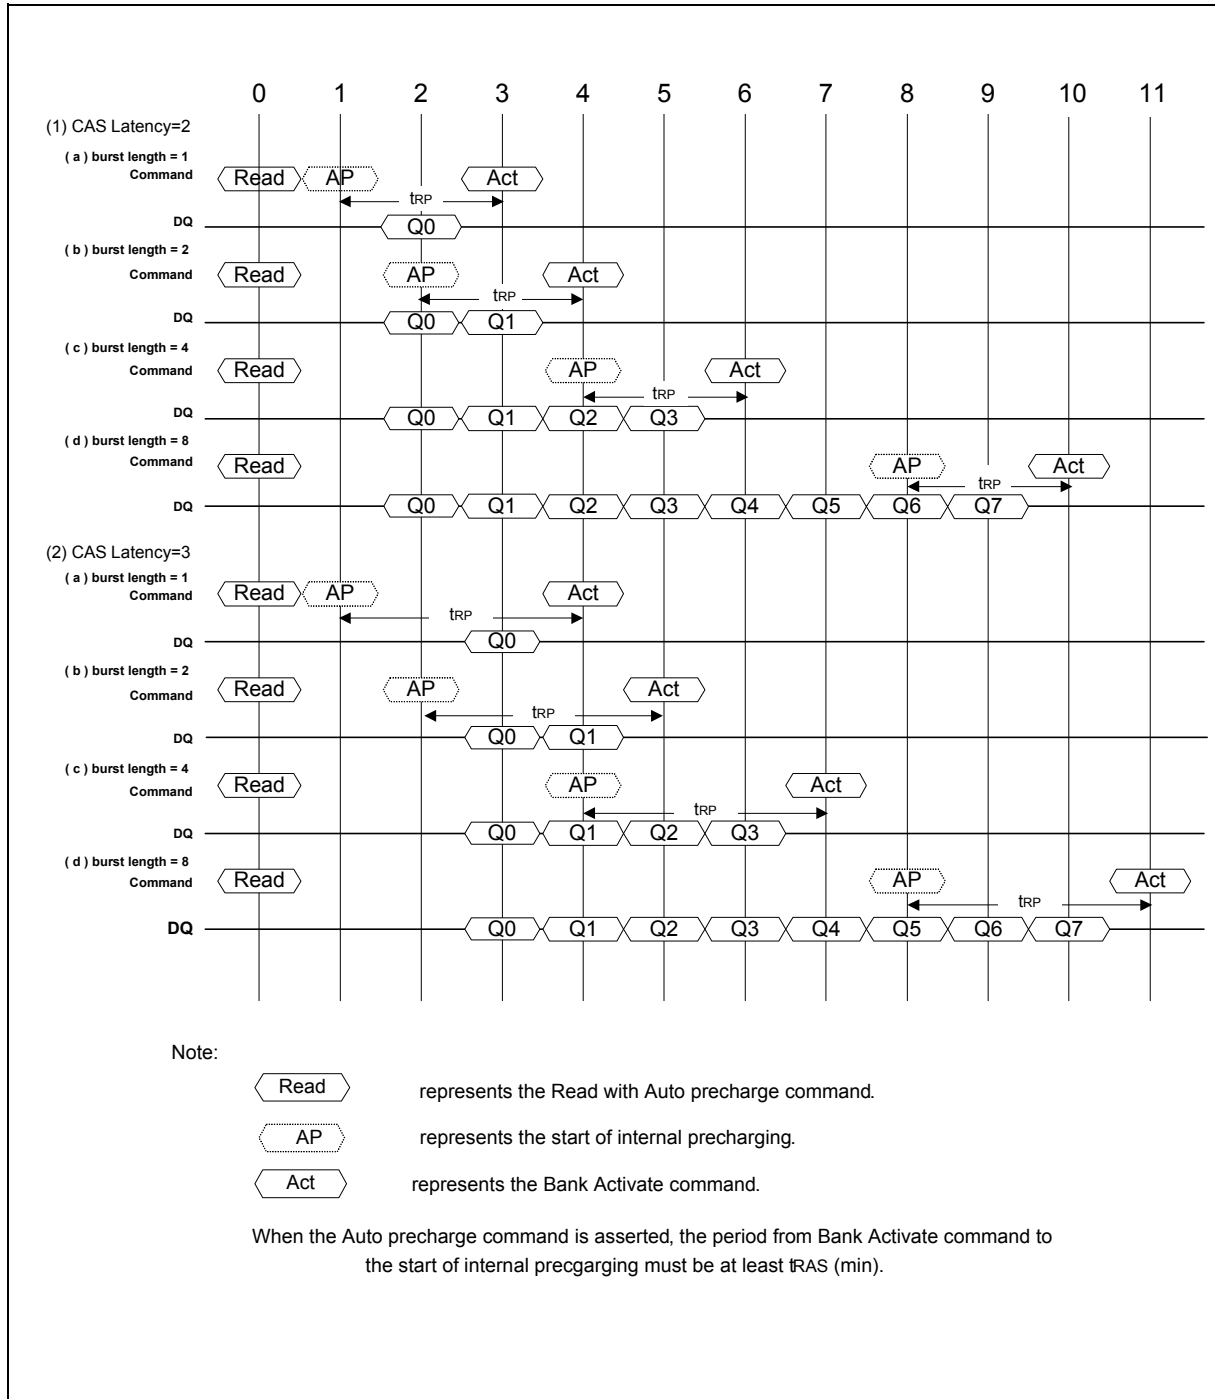 0 1 2 3 4 5 6 7 8 9 10 11
(1) CAS Latency=2
( a ) burst length = 1
Command Read AP Act
tRP
DQ Q0
( b ) burst length = 2
Command Read AP Act
tRP
DQ Q0 Q1
( c ) burst length = 4
Command Read AP Act
tRP
DQ Q0 Q1 Q2 Q3
( d ) burst length = 8
Command Read AP Act
tRP
DQ Q0 Q1 Q2 Q3 Q4 Q5 Q6 Q7
(2) CAS Latency=3
( a ) burst length = 1
Command Read AP Act
tRP
DQ Q0
( b ) burst length = 2
Command Read AP Act
tRP
DQ Q0 Q1
( c ) burst length = 4
Command Read AP Act
tRP
DQ Q0 Q1 Q2 Q3
( d ) burst length = 8
Command Read AP Act
tRP
DQ Q0 Q1 Q2 Q3 Q4 Q5 Q6 Q7
Note:
Read represents the Read with Auto precharge command.
AP represents the start of internal precharging.
Act represents the Bank Activate command.
When the Auto precharge command is asserted, the period from Bank Activate command to
the start of internal precgarging must be at least tRAS (min).